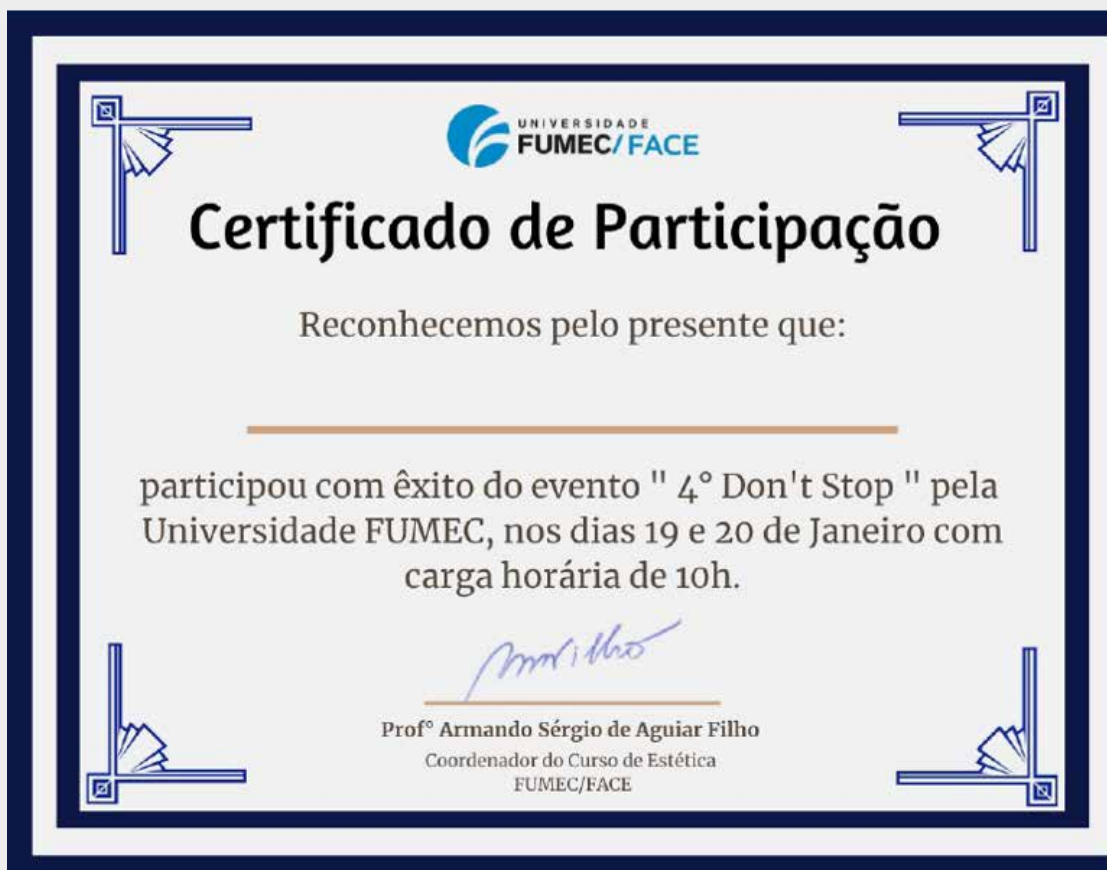 UNIVERSIDADE
FUMEC/FACE
Certificado de Participação
Reconhecemos pelo presente que:
participou com êxito do evento " 4° Don't Stop " pela
Universidade FUMEC, nos dias 19 e 20 de Janeiro com
carga horária de 10h.
Prof° Armando Sérgio de Aguiar Filho
Coordenador do Curso de Estética
FUMEC/FACE